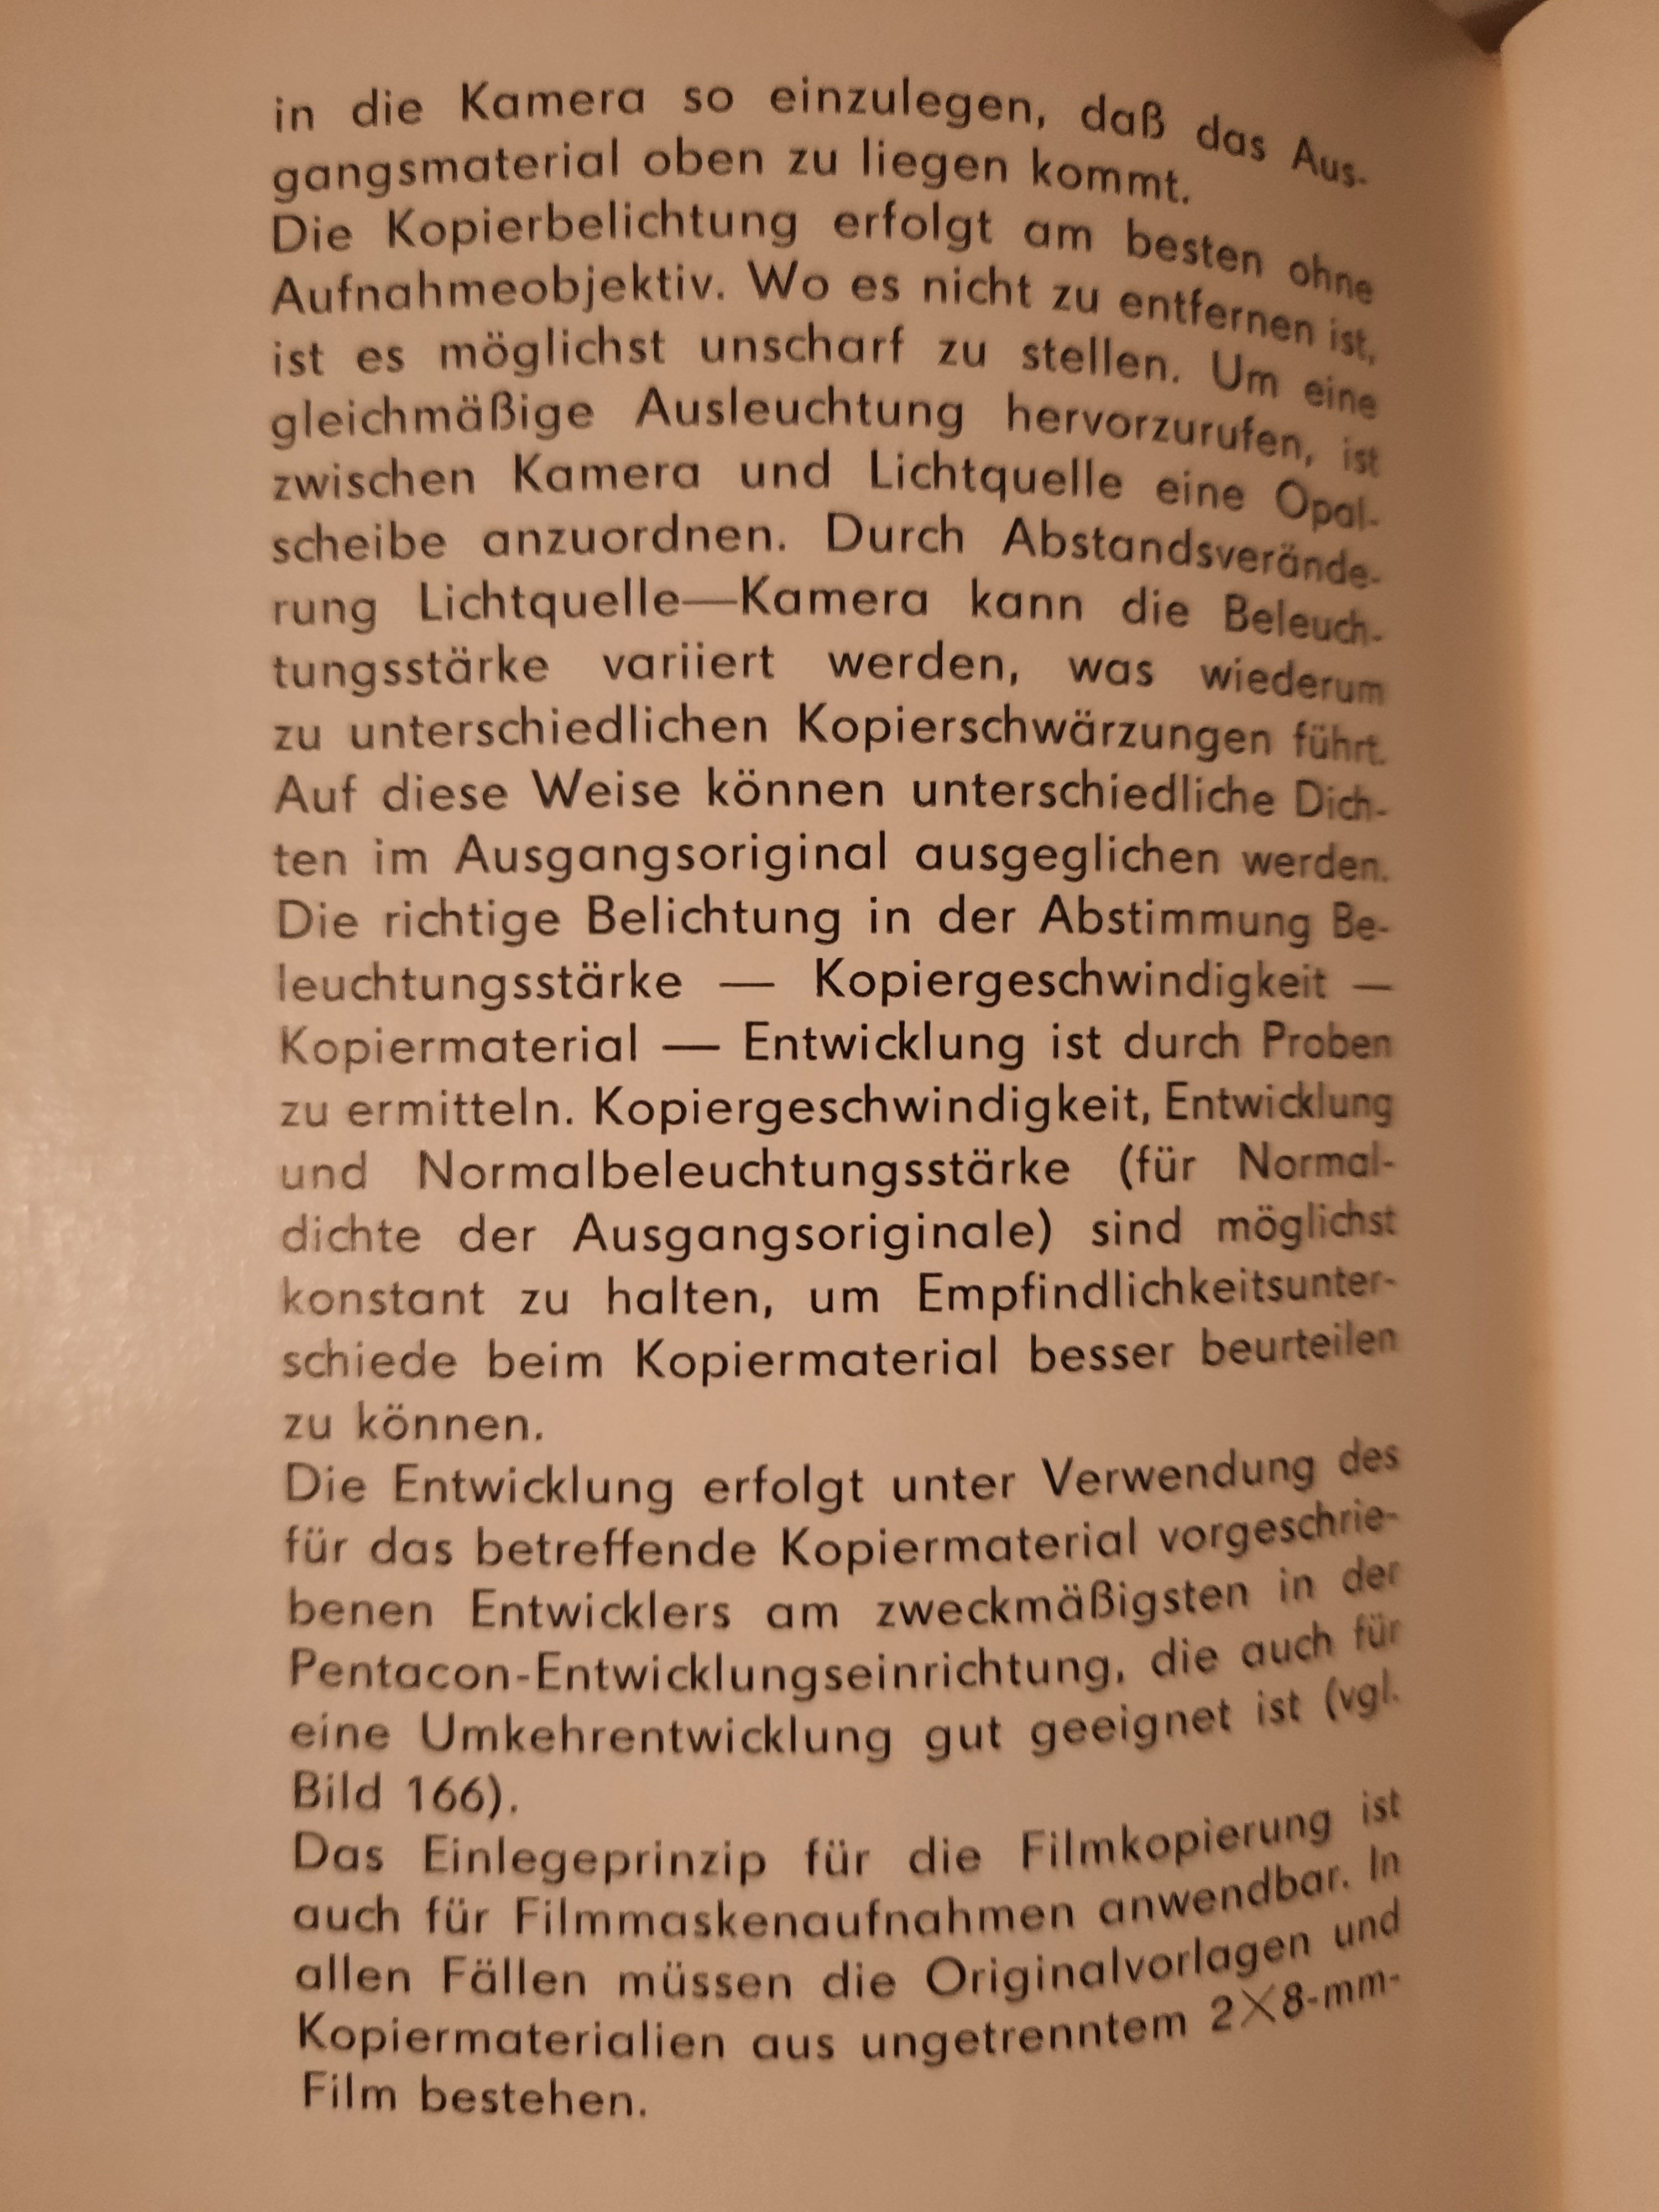 in die Kamera so einzulegen, daß das Aus-
gangsmaterial oben zu liegen kommt.
Die Kopierbelichtung erfolgt am besten ohne
Aufnahmeobjektiv. Wo es nicht zu entfernen ist,
ist es möglichst unscharf zu stellen. Um eine
gleichmäßige Ausleuchtung hervorzurufen, ist
zwischen Kamera und Lichtquelle eine Opal-
scheibe anzuordnen. Durch Abstandsverände-
rung Lichtquelle—Kamera kann die Beleuch-
tungsstärke variiert werden, was wiederum
zu unterschiedlichen Kopierschwärzungen führt.
Auf diese Weise können unterschiedliche Dich-
ten im Ausgangsoriginal ausgeglichen werden.
Die richtige Belichtung in der Abstimmung Be-
leuchtungsstärke — Kopiergeschwindigkeit —
Kopiermaterial — Entwicklung ist durch Proben
zu ermitteln. Kopiergeschwindigkeit, Entwicklung
und Normalbeleuchtungsstärke (für Normal-
dichte der Ausgangsoriginale) sind möglichst
konstant zu halten, um Empfindlichkeitsunter-
schiede beim Kopiermaterial besser beurteilen
zu können.
Die Entwicklung erfolgt unter Verwendung des
für das betreffende Kopiermaterial vorgeschrie-
benen Entwicklers am zweckmäßigsten in der
Pentacon-Entwicklungseinrichtung, die auch für
eine Umkehrentwicklung gut geeignet ist (vgl.
Bild 166).
Das Einlegeprinzip für die Filmkopierung ist
auch für Filmmaskenaufnahmen anwendbar. In
allen Fällen müssen die Originalvorlagen und
Kopiermaterialien aus ungetrenntem 2×8-mm-
Film bestehen.